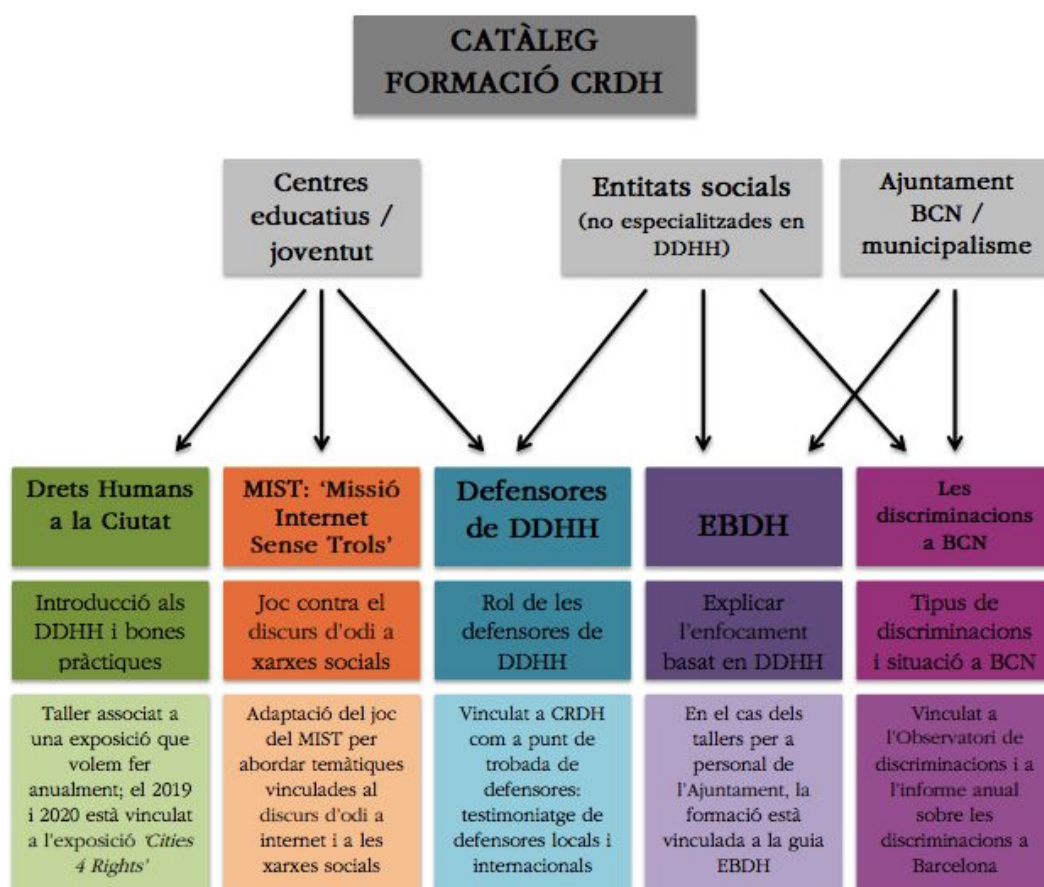 CATÀLEG
FORMACIÓ CRDH
Centres
educatius /
joventut
Entitats socials
(no especialitzades en
DDHH)
Ajuntament
BCN /
municipalisme
Drets Humans
a la Ciutat
MIST: ‘Missió
Internet
Sense Trols’
Defensores
de DDHH
EBDH
Les
discriminacions
a BCN
Introducció als
DDHH i bones
pràctiques
Joc contra el
discurs d'odi a
xarxes socials
Rol de les
defensores de
DDHH
Explicar
l'enfocament
basat en DDHH
Tipus de
discriminacions
i situació a BCN
Taller associat a
una exposició que
volem fer
anualment; el 2019
i 2020 està vinculat
a l'exposició ‘Cities
4 Rights’
Adaptació del joc
del MIST per
abordar temàtiques
vinculades al
discurs d'odi a
internet i a les
xarxes socials
Vinculat a CRDH
com a punt de
trobada de
defensores:
testimoniatge de
defensores locals i
internacionals
En el cas dels
tallers per a
personal de
l'Ajuntament, la
formació està
vinculada a la guia
EBDH
Vinculat a
l'Observatori de
discriminacions i a
l'informe anual
sobre les
discriminacions a
Barcelona